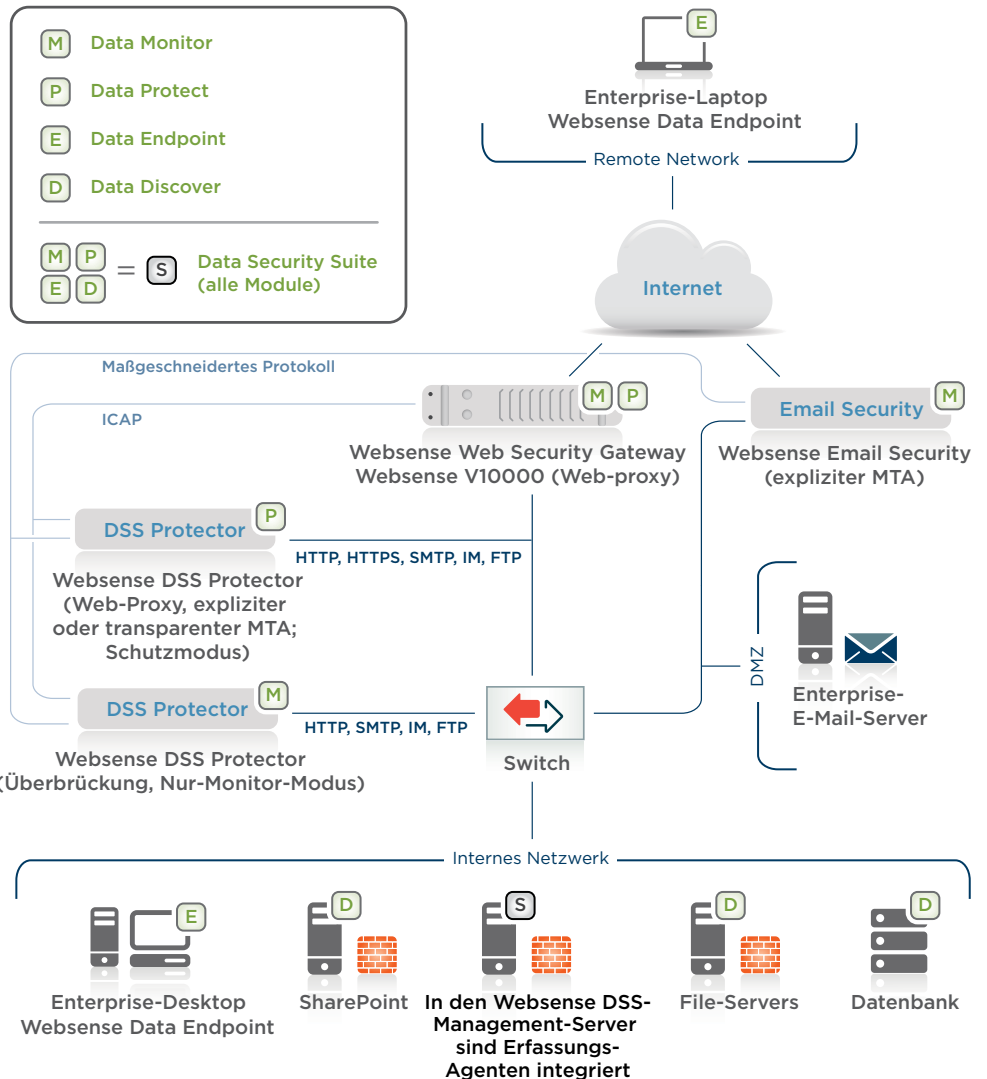 M Data Monitor
P Data Protect
E Data Endpoint
D Data Discover
M P
E D
= S
Data Security Suite
(alle Module)
E
Enterprise-Laptop
Websense Data Endpoint
Remote Network
Internet
Maßgeschneidertes Protokoll
ICAP
M P
Websense Web Security Gateway
Websense V10000 (Web-proxy)
Email Security M
Websense Email Security
(expliziter MTA)
DSS Protector P
Websense DSS Protector
(Web-Proxy, expliziter
oder transparenter MTA;
Schutzmodus)
HTTP, HTTPS, SMTP, IM, FTP
DSS Protector M
Websense DSS Protector
(Überbrückung, Nur-Monitor-Modus)
HTTP, SMTP, IM, FTP
Switch
DMZ
Enterprise-
E-Mail-Server
Internes Netzwerk
E
Enterprise-Desktop
Websense Data Endpoint
D
SharePoint
S
In den Websense DSS-
Management-Server
sind Erfassungs-
Agenten integriert
D
File-Servers
D
Datenbank